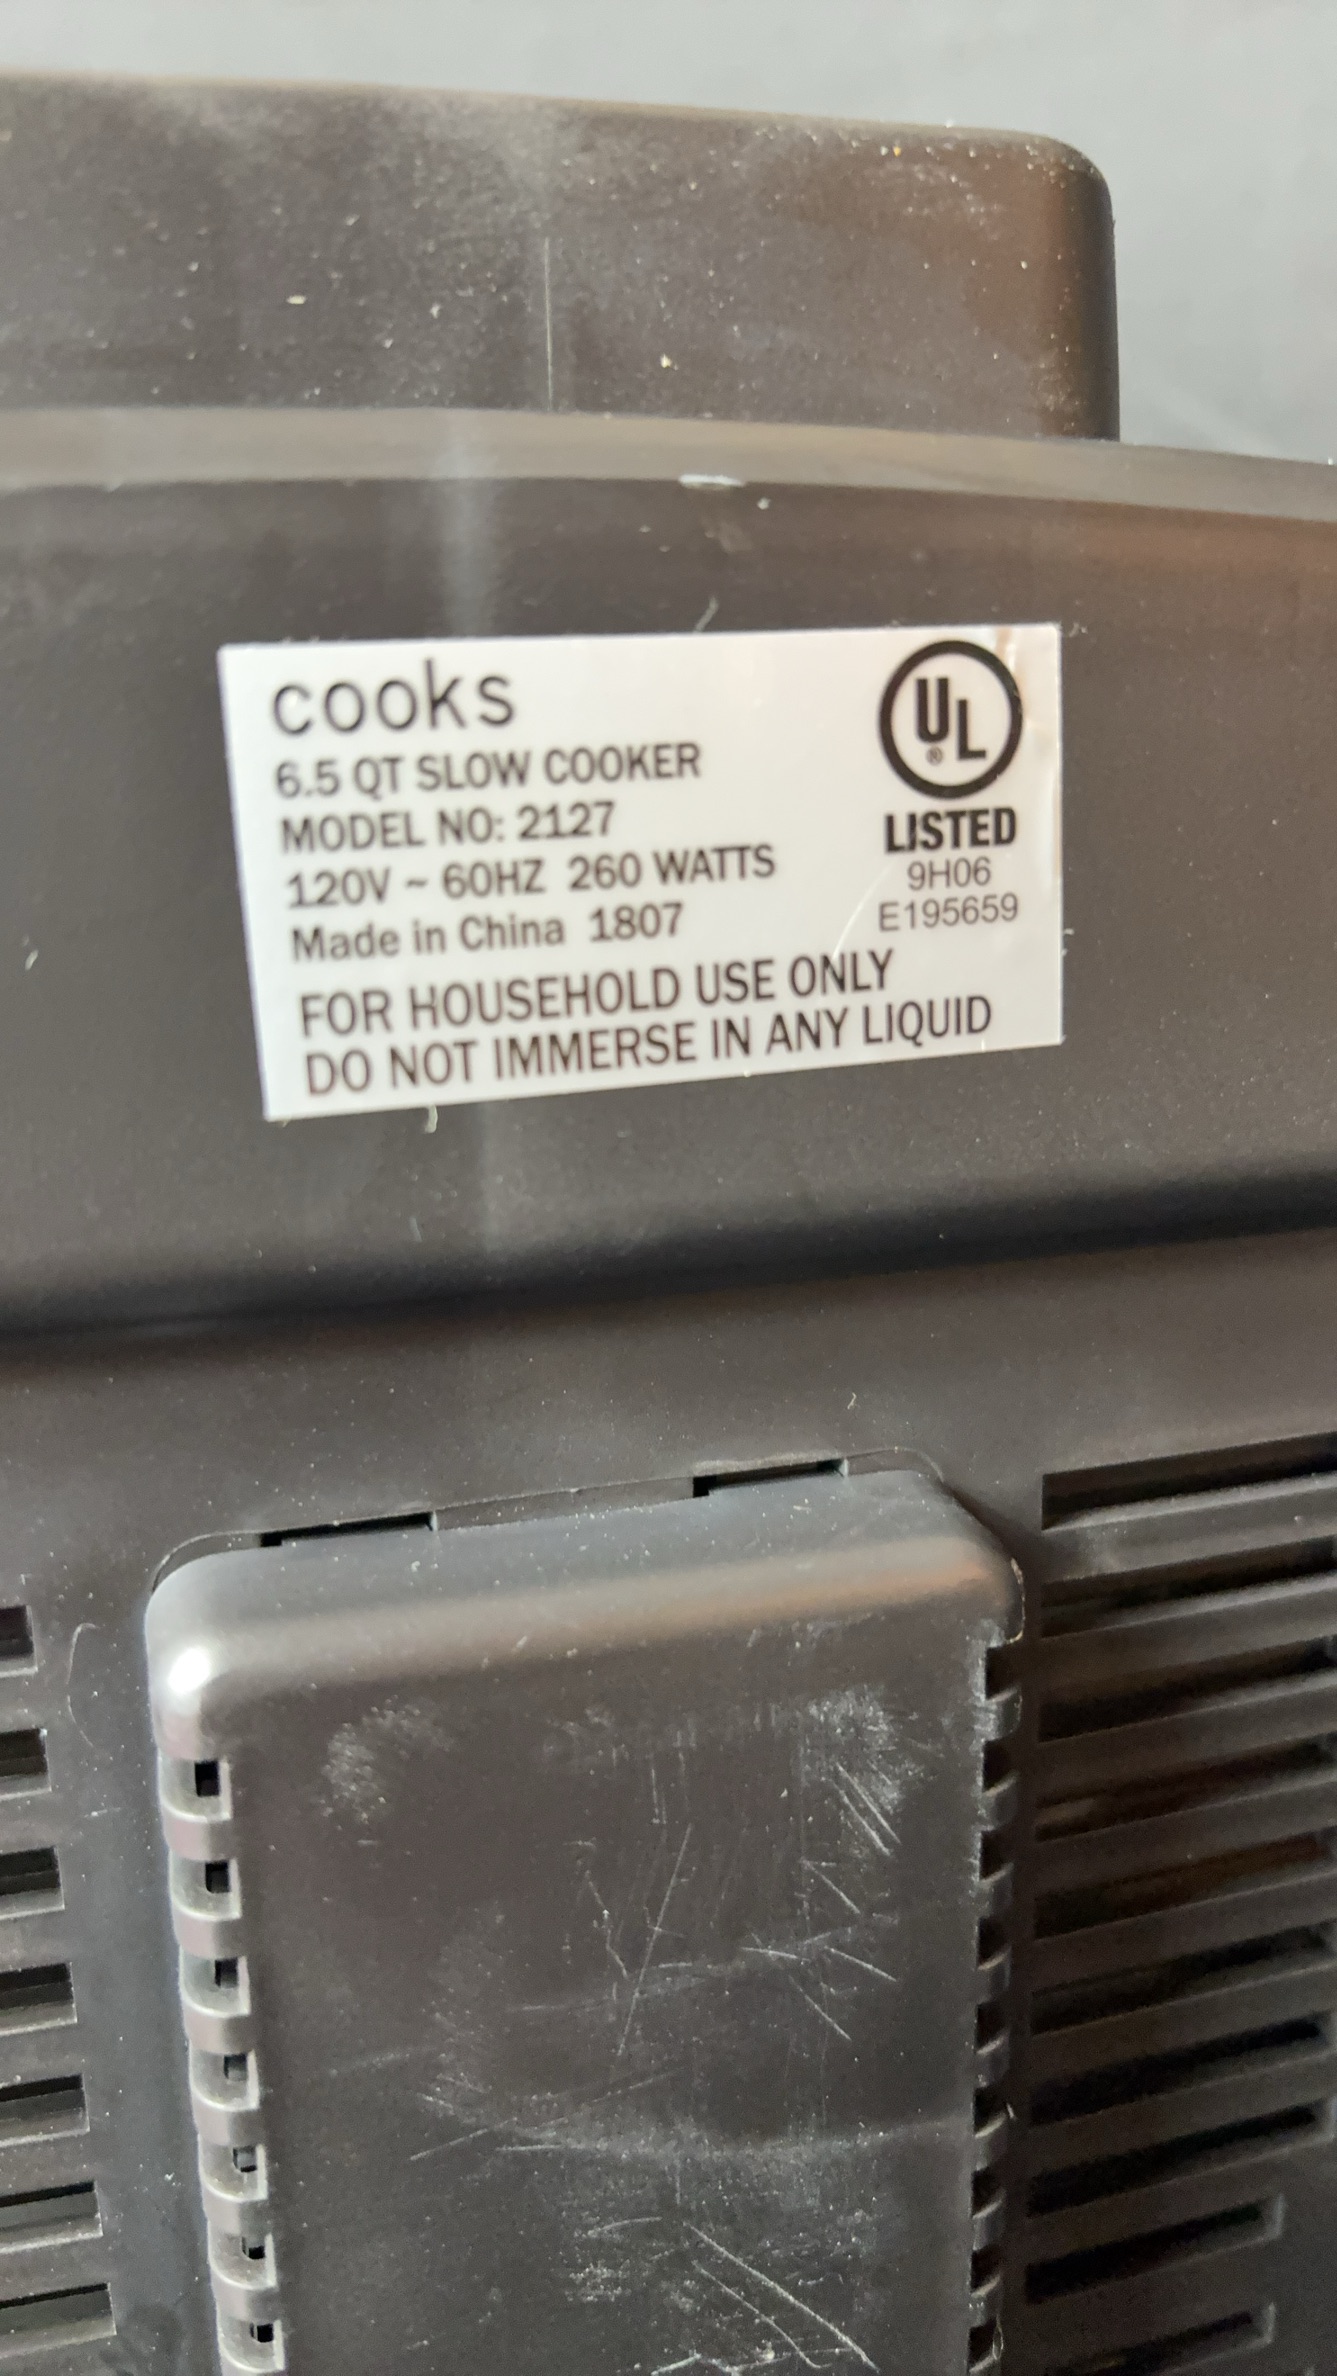 cooks
6.5 QT SLOW COOKER
MODEL NO: 2127
120V ~ 60HZ 260 WATTS
Made in China 1807
FOR HOUSEHOLD USE ONLY
DO NOT IMMERSE IN ANY LIQUID
UL ®
LISTED
9H06
E195659